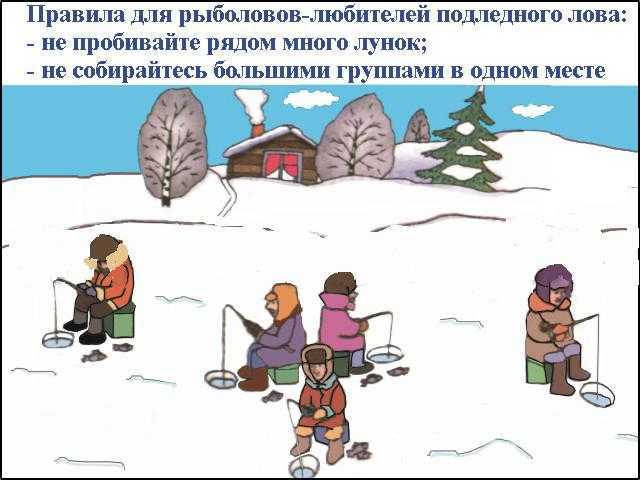 Правила для рыболовов-любителей подледного лова:
- не пробивайте рядом много лунок;
- не собирайтесь большими группами в одном месте